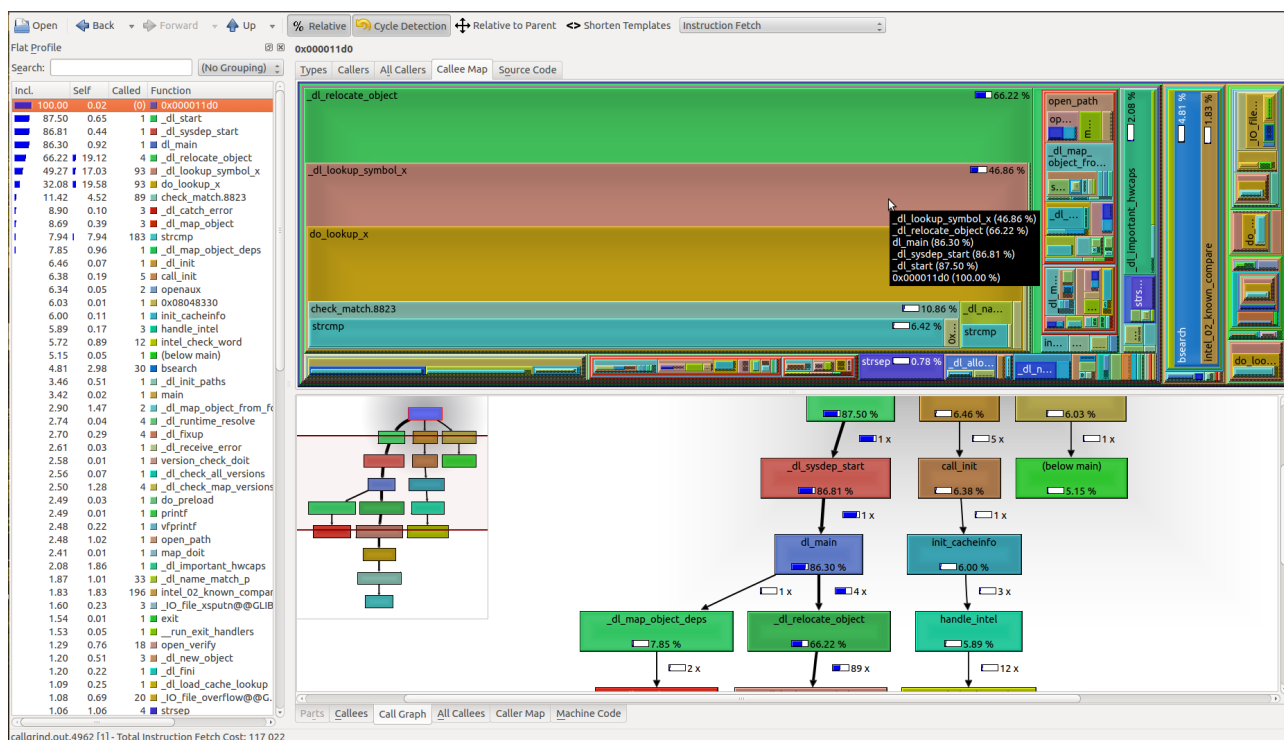 Open Back Forward Up % Relative Cycle Detection Relative to Parent <> Shorten Templates Instruction Fetch
Flat Profile
0x000011d0
Search: (No Grouping)
Types Callers All Callers Callee Map Source Code
Incl. Self Called Function
100.00 0.02 (0) 0x000011d0
87.50 0.65 1 _dl_start
86.81 0.44 1 _dl_sysdep_start
86.30 0.92 1 dl_main
66.22 19.12 4 _dl_relocate_object
49.27 17.03 93 _dl_lookup_symbol_x
32.08 19.58 93 do_lookup_x
11.42 4.52 89 check_match.8823
8.90 0.10 3 _dl_catch_error
8.69 0.39 3 _dl_map_object
7.94 7.94 183 strcmp
7.85 0.96 1 _dl_map_object_deps
6.46 0.07 1 _dl_init
6.38 0.19 5 call_init
6.34 0.05 2 openaux
6.03 0.01 1 0x08048330
6.00 0.11 1 init_cacheinfo
5.89 0.17 3 handle_intel
5.72 0.89 12 intel_check_word
5.15 0.05 1 (below main)
4.81 2.98 30 bsearch
3.46 0.51 1 _dl_init_paths
3.42 0.02 1 main
2.90 1.47 2 _dl_map_object_from_fc
2.74 0.04 4 _dl_runtime_resolve
2.70 0.29 4 _dl_fixup
2.61 0.03 1 _dl_receive_error
2.58 0.01 1 version_check_doit
2.56 0.07 1 _dl_check_all_versions
2.50 1.28 4 _dl_check_map_versions
2.49 0.03 1 do_preload
2.49 0.01 1 printf
2.48 0.22 1 vfprintf
2.48 1.02 1 open_path
2.41 0.01 1 map_doit
2.08 1.86 1 _dl_important_hwcaps
1.87 1.01 33 _dl_name_match_p
1.83 1.83 196 intel_02_known_compar
1.60 0.23 3 _IO_file_xsputn@@GLIB
1.54 0.01 1 exit
1.53 0.05 1 __run_exit_handlers
1.29 0.76 18 open_verify
1.20 0.51 3 _dl_new_object
1.20 0.22 1 _dl_fini
1.09 0.25 1 _dl_load_cache_lookup
1.08 0.69 20 _IO_file_overflow@@G.
1.06 1.06 4 strsep
_dl_relocate_object 66.22 %
_dl_lookup_symbol_x 46.86 %
do_lookup_x
check_match.8823 10.86 %
strcmp 6.42 %
0x...
_dl_na...
strcmp
_dl_lookup_symbol_x (46.86 %)
_dl_relocate_object (66.22 %)
dl_main (86.30 %)
_dl_sysdep_start (86.81 %)
_dl_start (87.50 %)
0x000011d0 (100.00 %)
open_path
op...
m...
_dl_map_
object_fro...
s...
_dl_...
dl_m...
in... ...
_dl_important_hwcaps 2.08 %
strs...
...
bsearch 4.81 %
intel_02_known_compare 1.83 %
_IO_file...
do_...
do_loo...
strsep 0.78 %
_dl_allo...
_dl_n...
87.50 % 6.46 % 6.03 %
1 x 5 x 1 x
_dl_sysdep_start call_init (below main)
86.81 % 6.38 % 5.15 %
1 x 1 x
dl_main init_cacheinfo
86.30 % 6.00 %
1 x 4 x 3 x
_dl_map_object_deps _dl_relocate_object handle_intel
7.85 % 66.22 % 5.89 %
2 x 89 x 12 x
Parts Callees Call Graph All Callees Caller Map Machine Code
callgrind.out.4962 [1] - Total Instruction Fetch Cost: 117 022